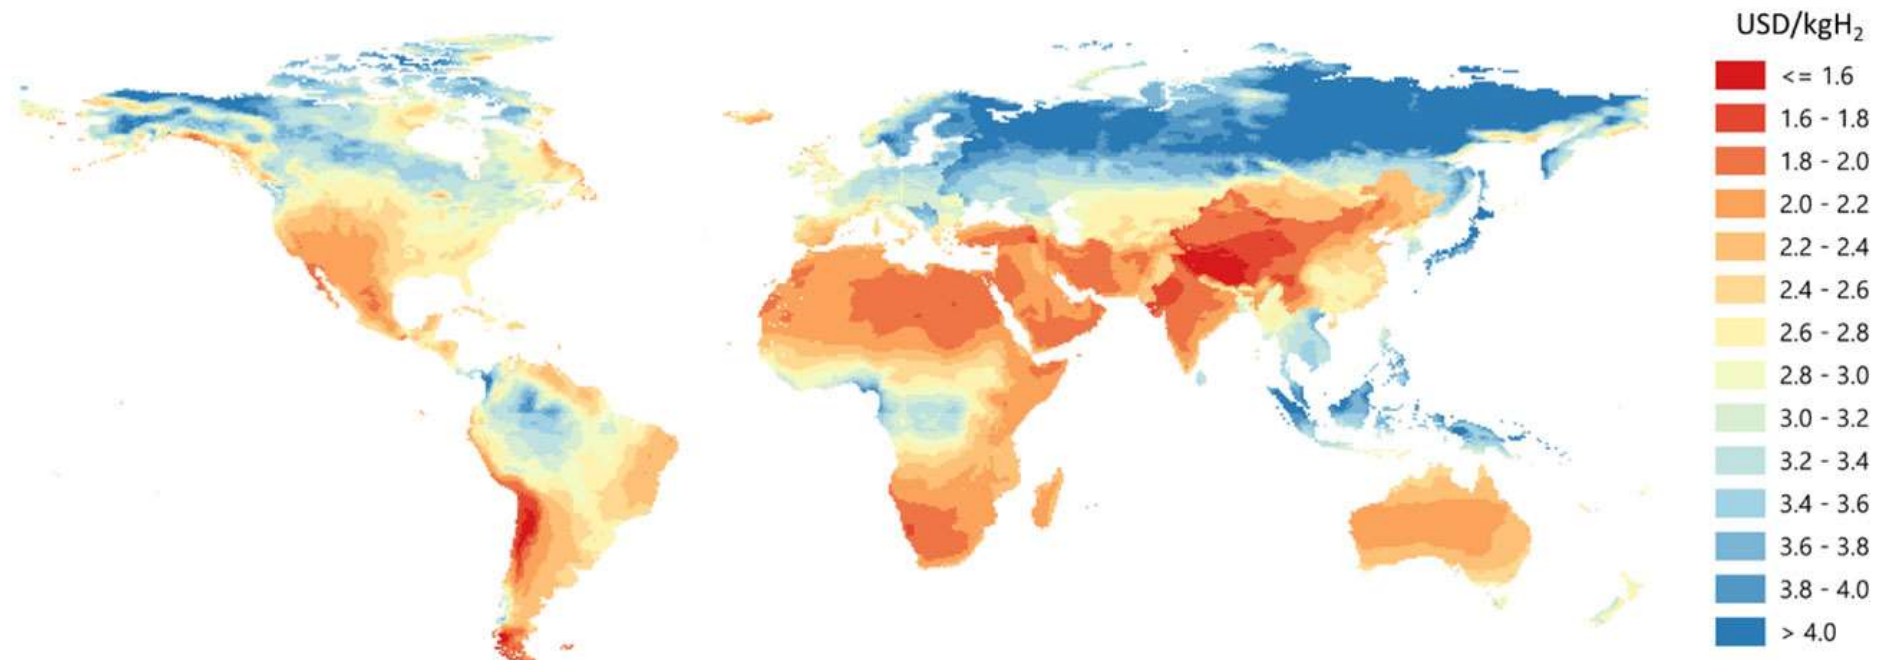 USD/kgH₂
<= 1.6
1.6 - 1.8
1.8 - 2.0
2.0 - 2.2
2.2 - 2.4
2.4 - 2.6
2.6 - 2.8
2.8 - 3.0
3.0 - 3.2
3.2 - 3.4
3.4 - 3.6
3.6 - 3.8
3.8 - 4.0
> 4.0